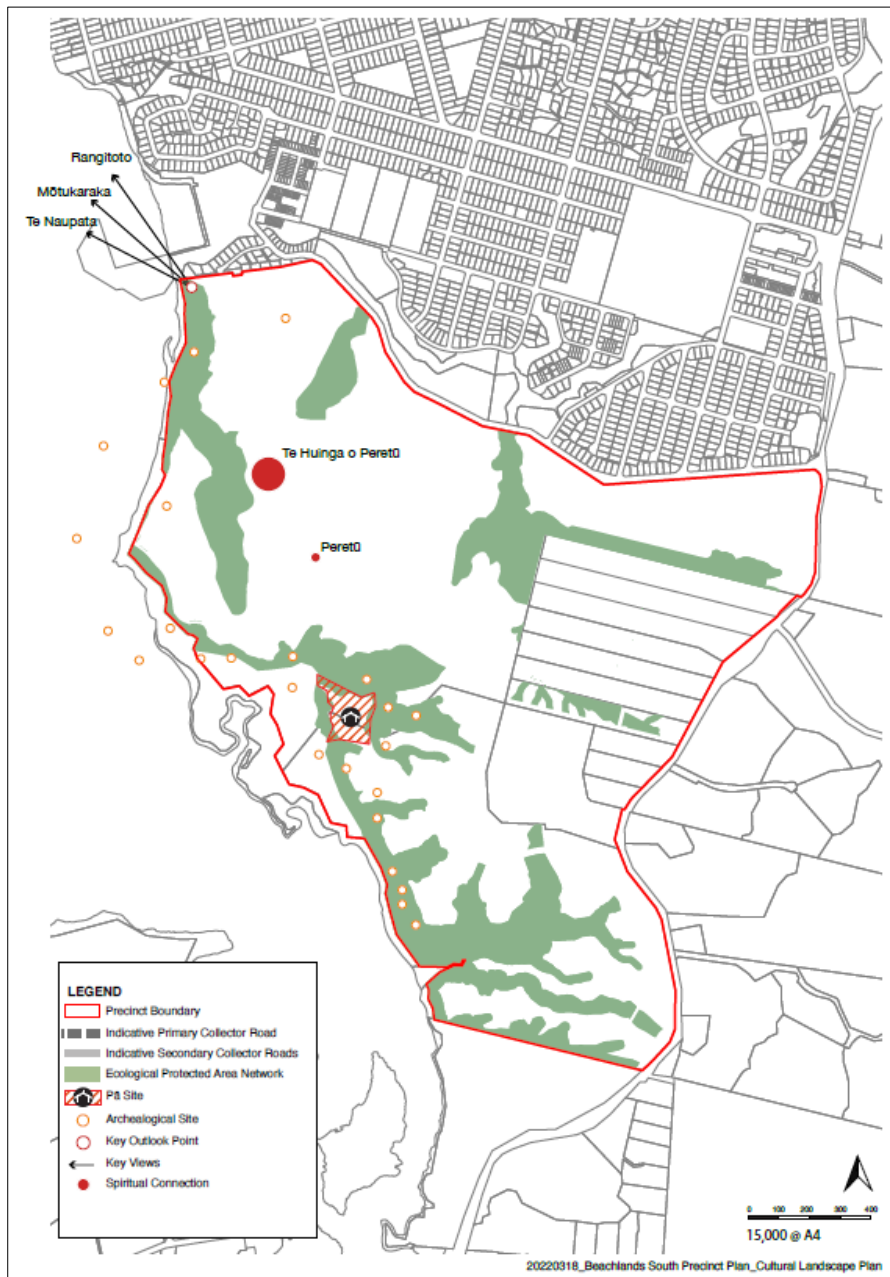 Rangitoto
Mōtukaraka
Te Naupata
Te Huinga o Peretū
Peretū
LEGEND
Precinct Boundary
Indicative Primary Collector Road
Indicative Secondary Collector Roads
Ecological Protected Area Network
Pā Site
Archealogical Site
Key Outlook Point
Key Views
Spiritual Connection
0 100 200 300 400
15,000 @ A4
20220318_Beachlands South Precinct Plan_Cultural Landscape Plan